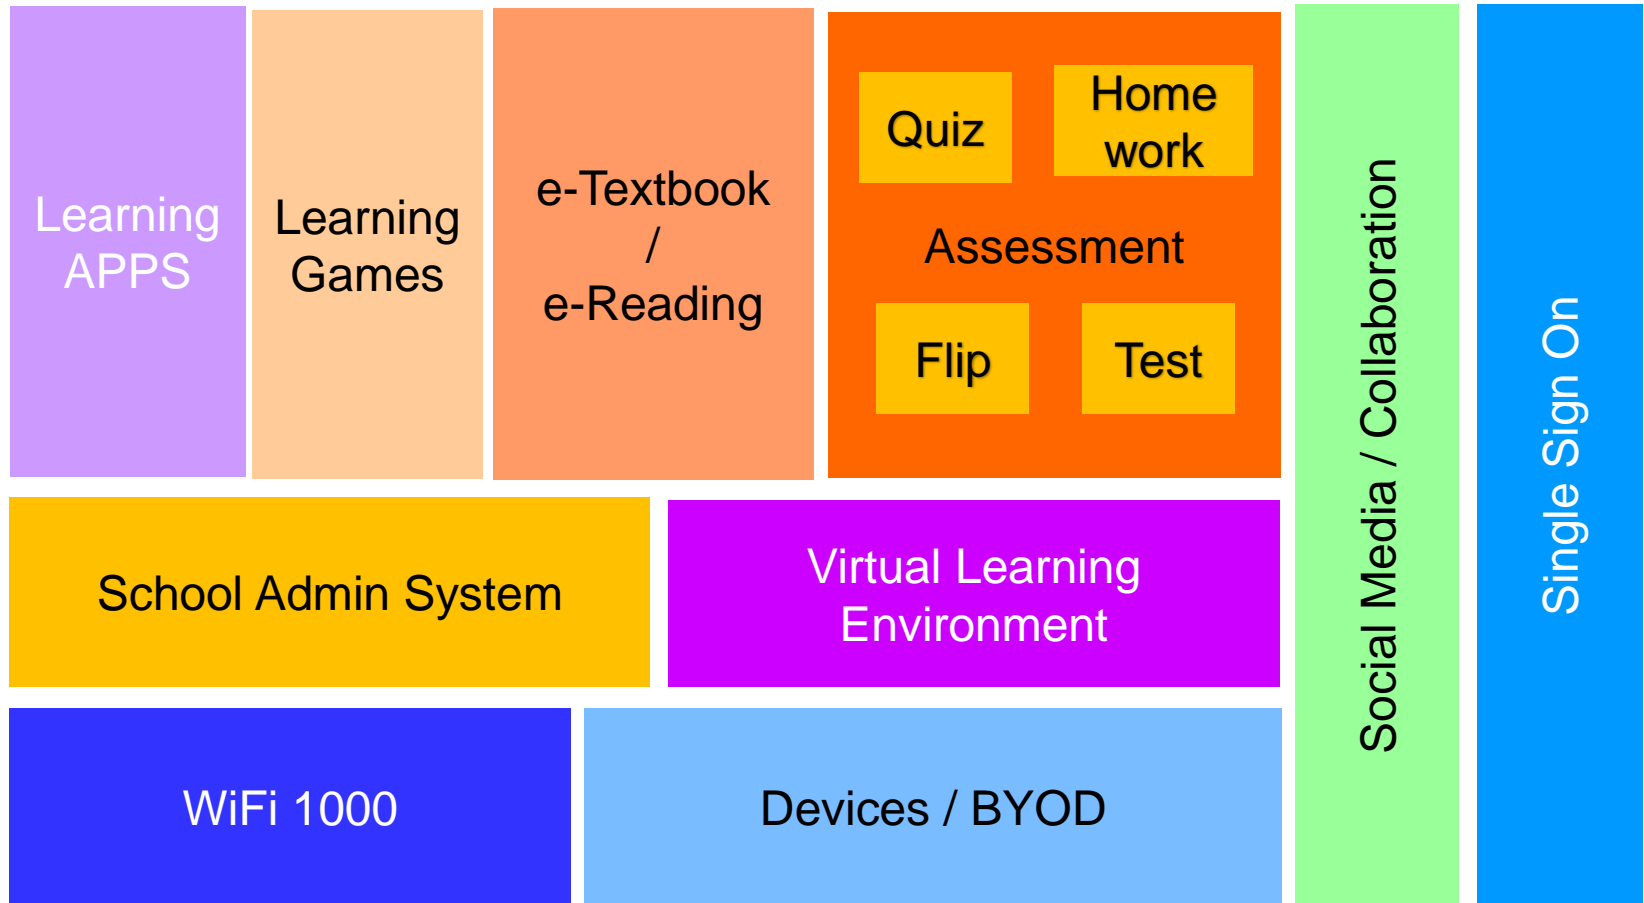 Learning
APPS
Learning
Games
e-Textbook
/
e-Reading
Quiz
Home
work
Assessment
Flip
Test
School Admin System
Virtual Learning
Environment
WiFi 1000
Devices / BYOD
Social Media / Collaboration
Single Sign On